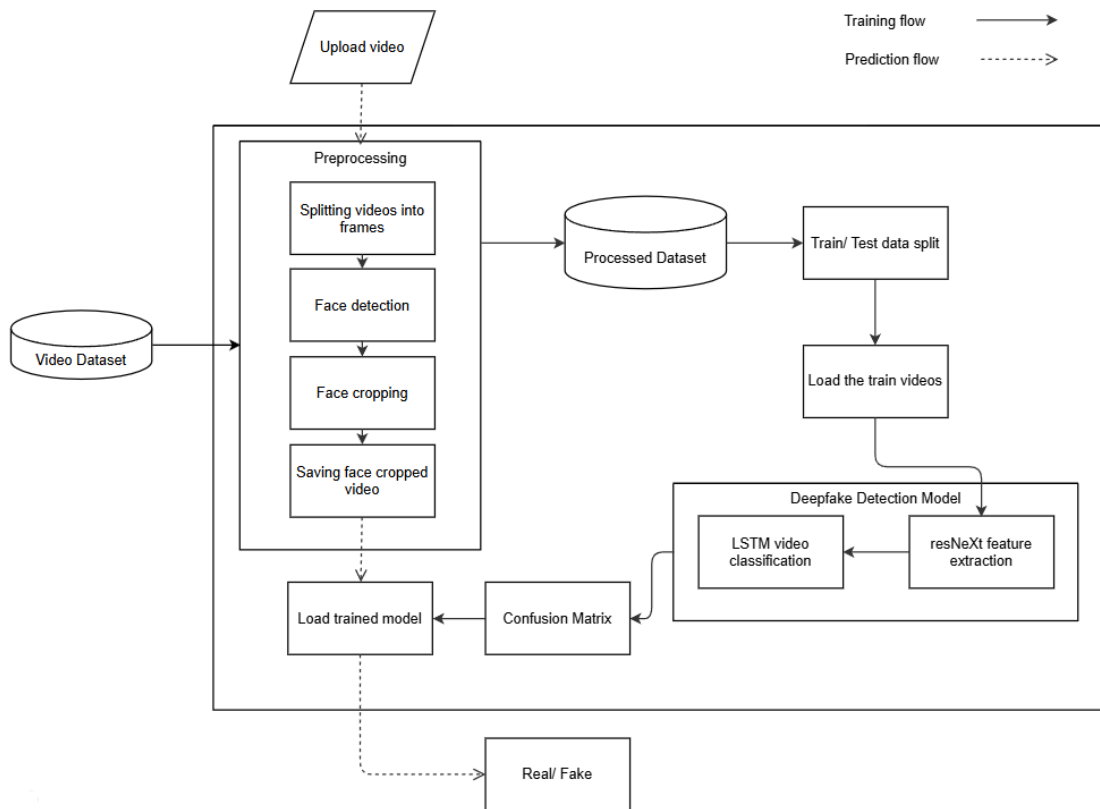 Upload video
Training flow
Prediction flow
Preprocessing
Splitting videos into
frames
Face detection
Face cropping
Saving face cropped
video
Video Dataset
Processed Dataset
Train/ Test data split
Load the train videos
Deepfake Detection Model
LSTM video
classification
resNeXt feature
extraction
Load trained model
Confusion Matrix
Real/ Fake